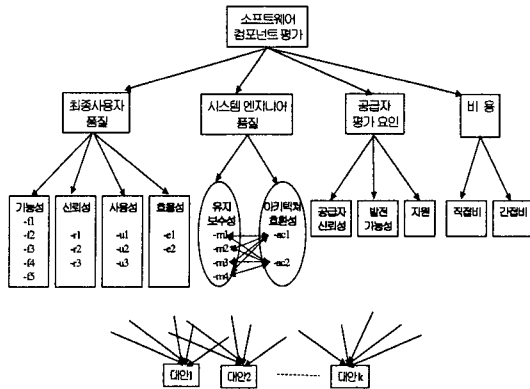 소프트웨어
컴포넌트 평가
최종사용자
품질
시스템 엔지니어
품질
공급자
평가 요인
비 용
기능성
-f1
-f2
-f3
-f4
-f5
신뢰성
-r1
-r2
-r3
사용성
-u1
-u2
-u3
효율성
-e1
-e2
유지
보수성
-m1
-m2
-m3
-m4
아키텍처
호환성
-ac1
-ac2
공급자
신뢰성
발전
가능성
지원
직접비
간접비
대안1
대안2
대안k